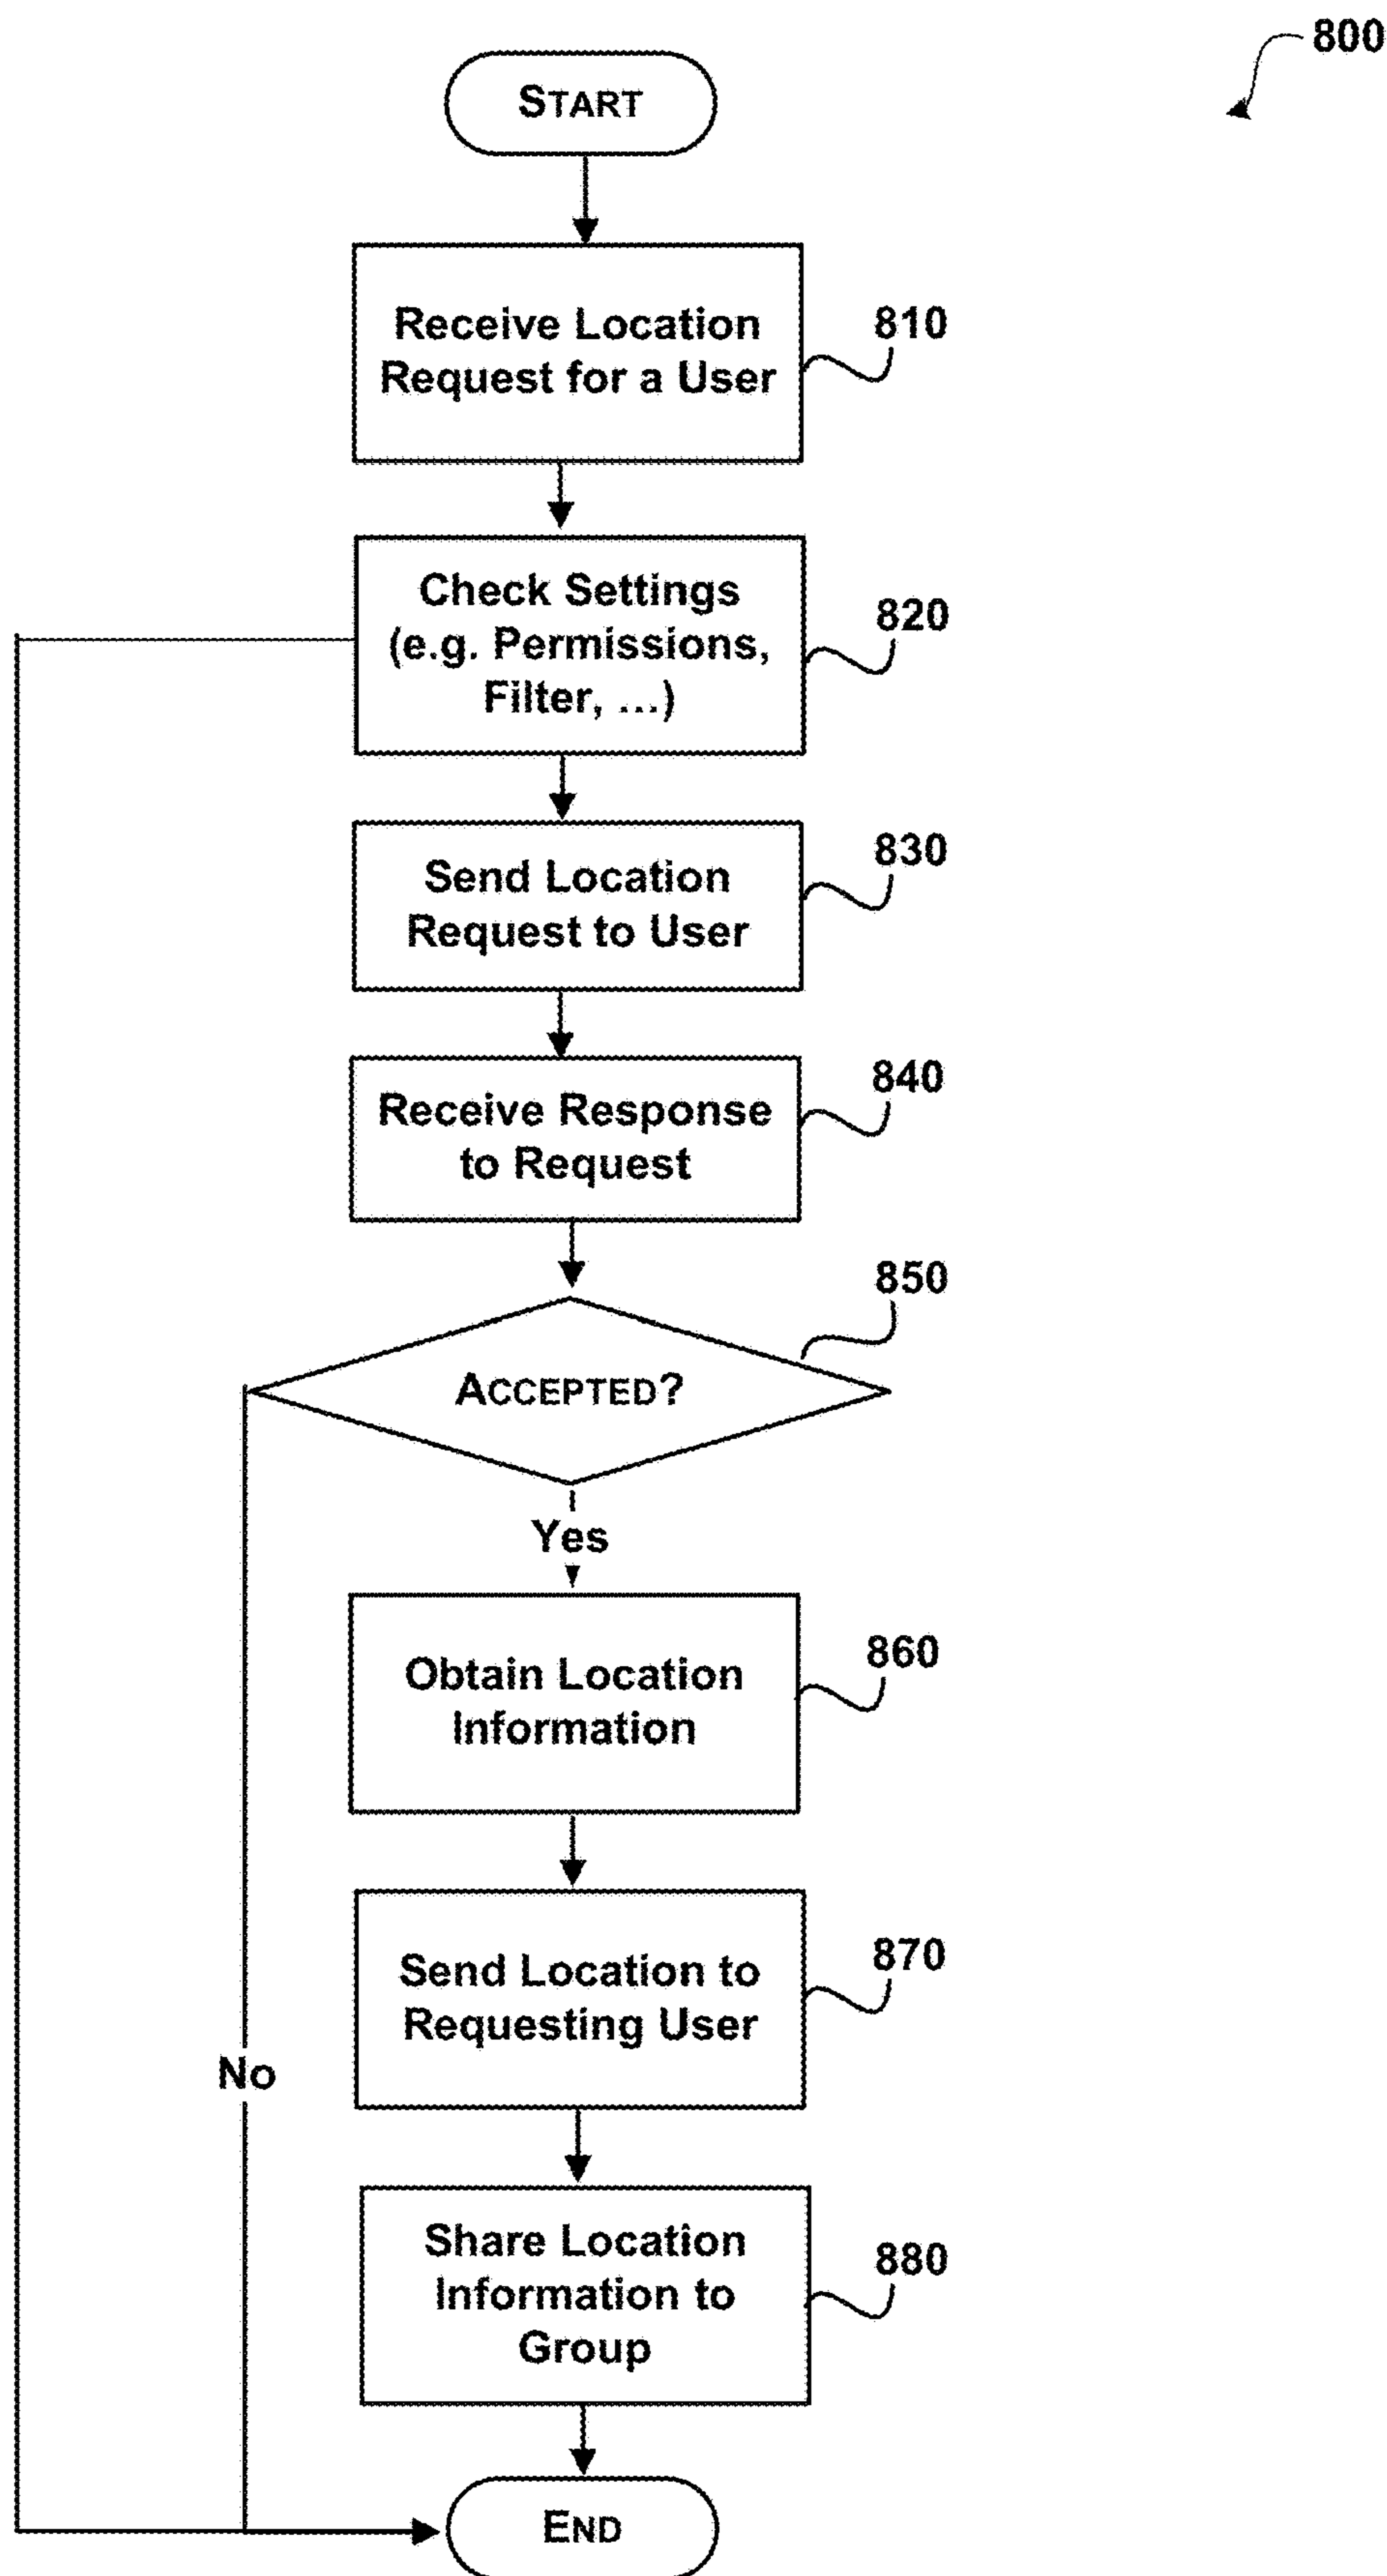 800
START
Receive Location
Request for a User
810
Check Settings
(e.g. Permissions,
Filter, ...)
820
Send Location
Request to User
830
Receive Response
to Request
840
850
ACCEPTED?
Yes
Obtain Location
Information
860
Send Location to
Requesting User
870
No
Share Location
Information to
Group
880
END